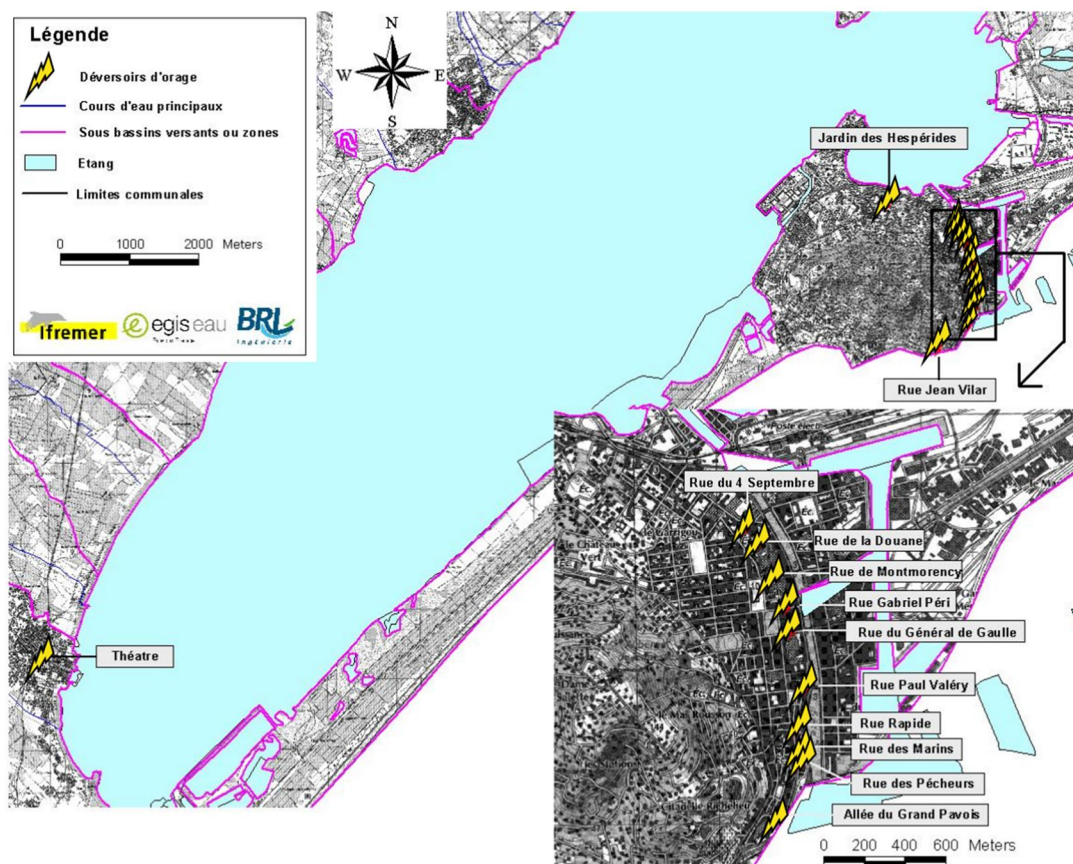 Légende
Déversoirs d'orage
Cours d'eau principaux
Sous bassins versants ou zones
Etang
Limites communales
0 1000 2000 Meters
Ifremer
egis eau
BRL
Ingénierie
N
W E
S
Jardin des Hespérides
Rue Jean Vilar
Théatre
Rue du 4 Septembre
Rue de la Douane
Rue de Montmorency
Rue Gabriel Péri
Rue du Général de Gaulle
Rue Paul Valéry
Rue Rapide
Rue des Marins
Rue des Pécheurs
Allée du Grand Pavois
0 200 400 600
Meters